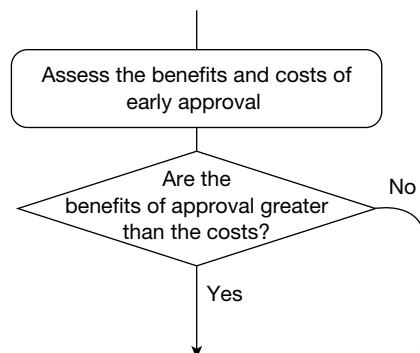 Assess the benefits and costs of
early approval
Are the
benefits of approval greater
than the costs?
No
Yes